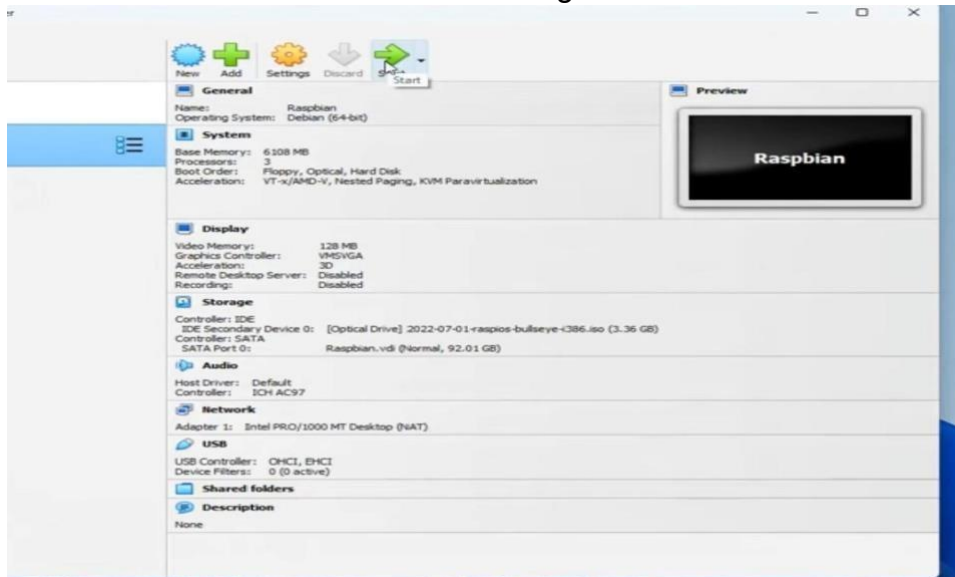 New Add Settings Discard
Start
General
Name: Raspbian
Operating System: Debian (64-bit)
System
Base Memory: 6108 MB
Processors: 3
Boot Order: Floppy, Optical, Hard Disk
Acceleration: VT-x/AMD-V, Nested Paging, KVM Paravirtualization
Preview
Raspbian
Display
Video Memory: 128 MB
Graphics Controller: VMSVGA
Acceleration: 3D
Remote Desktop Server: Disabled
Recording: Disabled
Storage
Controller: IDE
IDE Secondary Device 0: [Optical Drive] 2022-07-01-raspios-bullseye-i386.iso (3.36 GB)
Controller: SATA
SATA Port 0: Raspbian.vdi (Normal, 92.01 GB)
Audio
Host Driver: Default
Controller: ICH AC97
Network
Adapter 1: Intel PRO/1000 MT Desktop (NAT)
USB
USB Controller: OHCI, EHCI
Device Filters: 0 (0 active)
Shared folders
Description
None